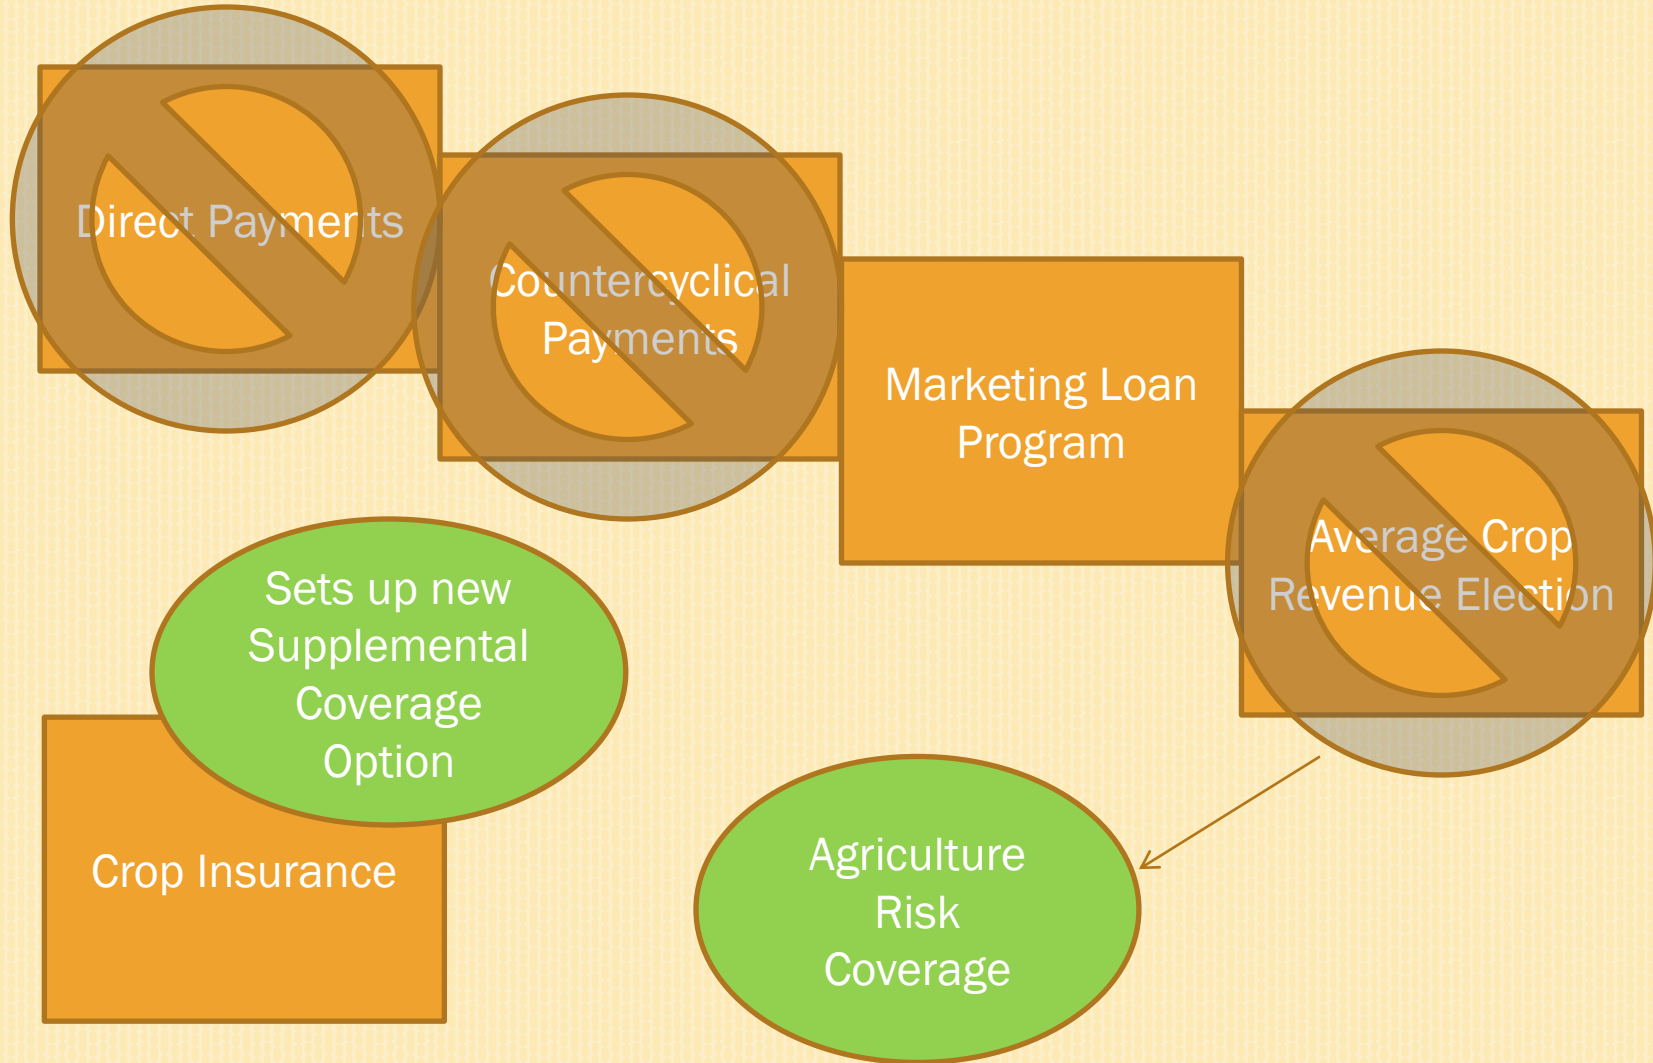 Direct Payments
Countercyclical
Payments
Marketing Loan
Program
Average Crop
Revenue Election
Sets up new
Supplemental
Coverage
Option
Crop Insurance
Agriculture
Risk
Coverage